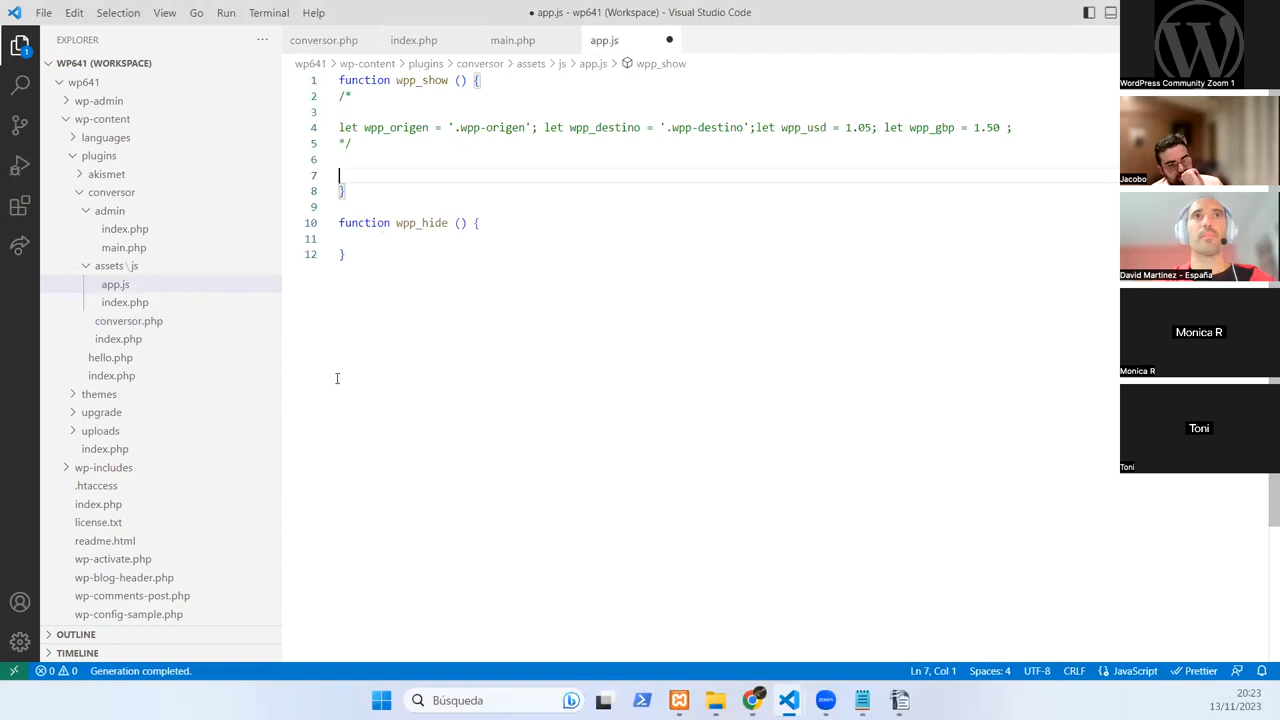 File Edit Selection View Go Run Terminal Help
● app.js - wp641 (Workspace) - Visual Studio Code
EXPLORER ···
conversor.php index.php main.php app.js ●
WP641 (WORKSPACE)
wp641 > wp-content > plugins > conversor > assets > js > app.js > wpp_show
wp641
wp-admin
wp-content
languages
plugins
akismet
conversor
admin
index.php
main.php
assets \ js
app.js
index.php
conversor.php
index.php
hello.php
index.php
themes
upgrade
uploads
index.php
wp-includes
.htaccess
index.php
license.txt
readme.html
wp-activate.php
wp-blog-header.php
wp-comments-post.php
wp-config-sample.php
OUTLINE
TIMELINE
1 function wpp_show () {
2 /*
3
4 let wpp_origen = '.wpp-origen'; let wpp_destino = '.wpp-destino';let wpp_usd = 1.05; let wpp_gbp = 1.50 ;
5 */
6
7
8 }
9
10 function wpp_hide () {
11
12 }
WordPress Community Zoom 1
Jacobo
David Martinez - España
Monica R
Monica R
Toni
Toni
1
0 0 Generation completed.
Ln 7, Col 1 Spaces: 4 UTF-8 CRLF JavaScript Prettier
Búsqueda
zoom
20:23
13/11/2023